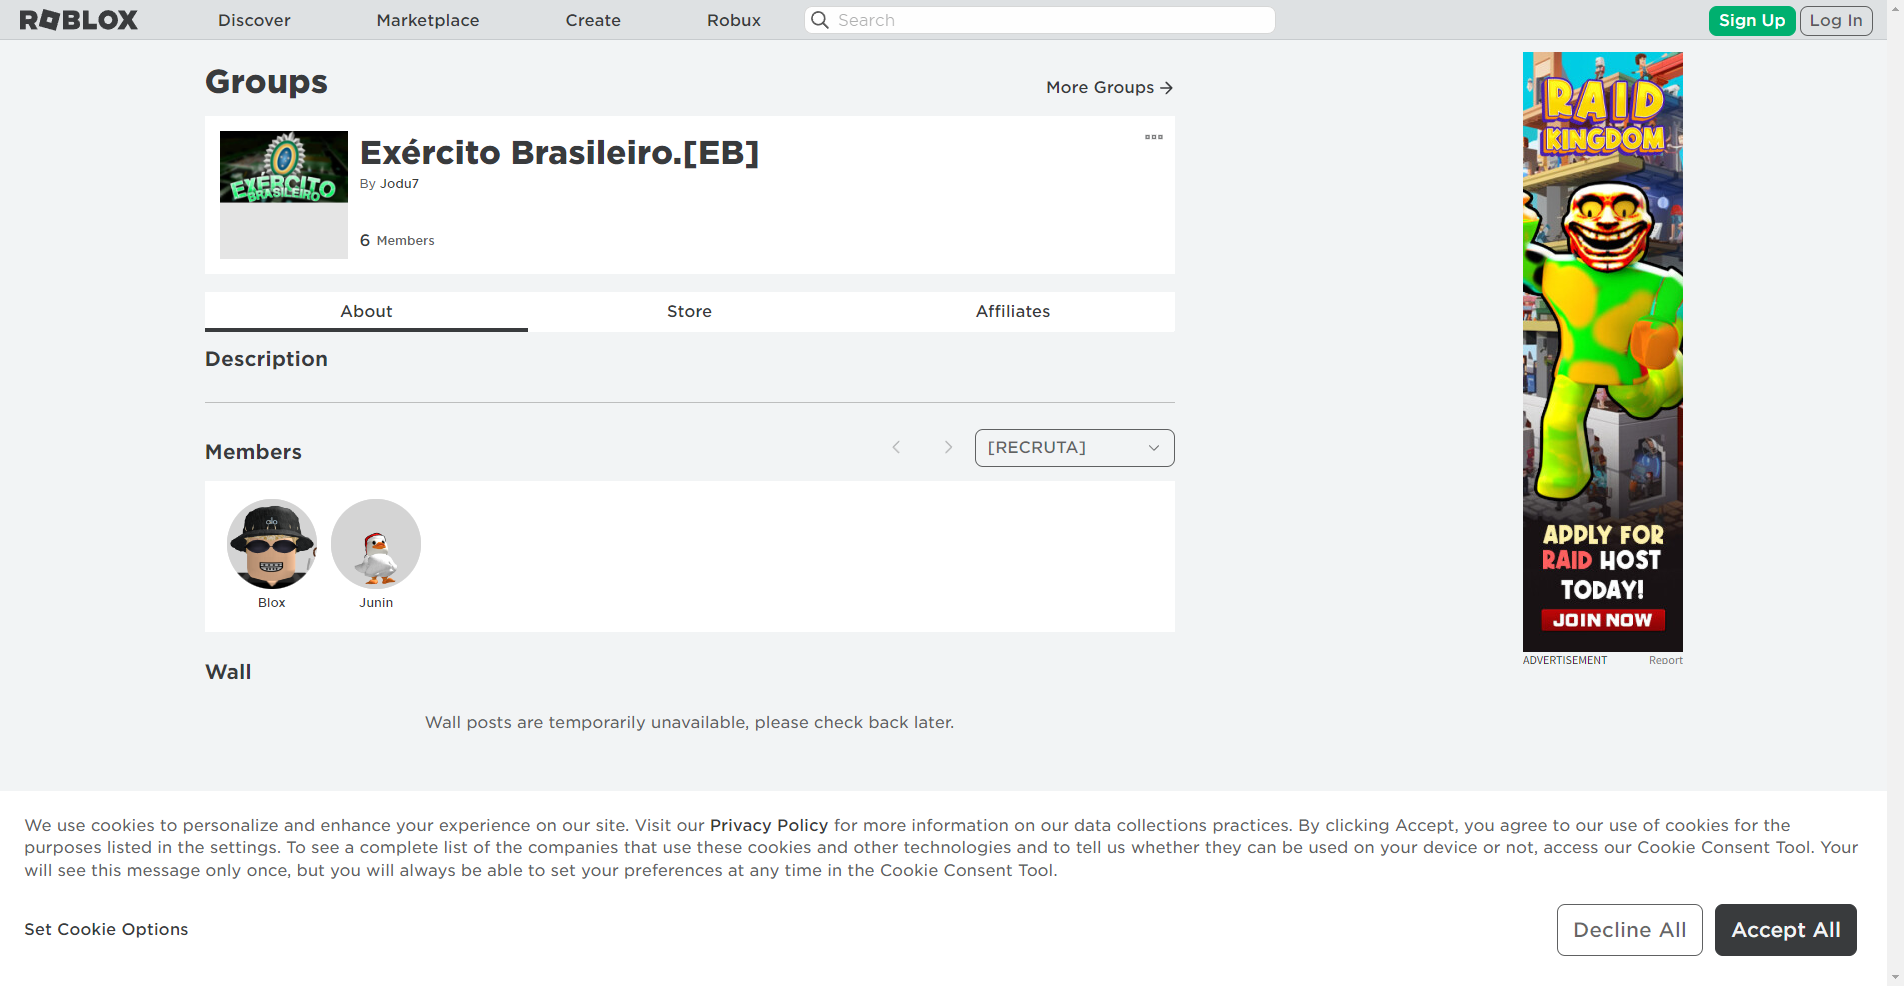 ROBLOX
Discover
Marketplace
Create
Robux
Search
Sign Up
Log In
Groups
More Groups
EXÉRCITO
BRASILEIRO
Exército Brasileiro.[EB]
By Jodu7
6 Members
About
Store
Affiliates
Description
Members
[RECRUTA]
Blox
Junin
Wall
Wall posts are temporarily unavailable, please check back later.
RAID
KINGDOM
APPLY FOR
RAID HOST
TODAY!
JOIN NOW
ADVERTISEMENT
Report
We use cookies to personalize and enhance your experience on our site. Visit our Privacy Policy for more information on our data collections practices. By clicking Accept, you agree to our use of cookies for the
purposes listed in the settings. To see a complete list of the companies that use these cookies and other technologies and to tell us whether they can be used on your device or not, access our Cookie Consent Tool. Your
will see this message only once, but you will always be able to set your preferences at any time in the Cookie Consent Tool.
Set Cookie Options
Decline All
Accept All